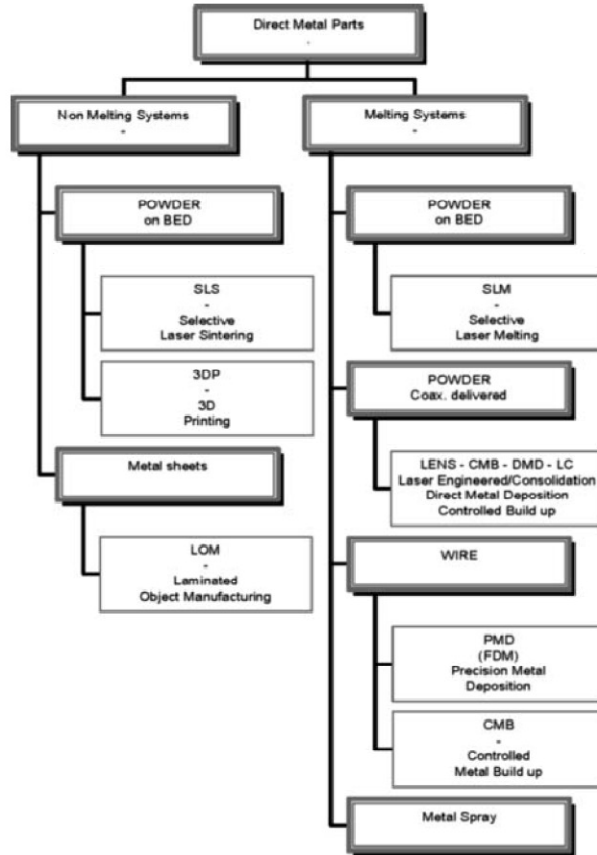 Direct Metal Parts
-
Non Melting Systems
-
POWDER
on BED
SLS
-
Selective
Laser Sintering
3DP
-
3D
Printing
Metal sheets
LOM
-
Laminated
Object Manufacturing
Melting Systems
-
POWDER
on BED
SLM
-
Selective
Laser Melting
POWDER
Coax. delivered
LENS - CMB - DMD - LC
Laser Engineered/Consolidation
Direct Metal Deposition
Controlled Build up
WIRE
PMD
(FDM)
Precision Metal
Deposition
CMB
-
Controlled
Metal Build up
Metal Spray